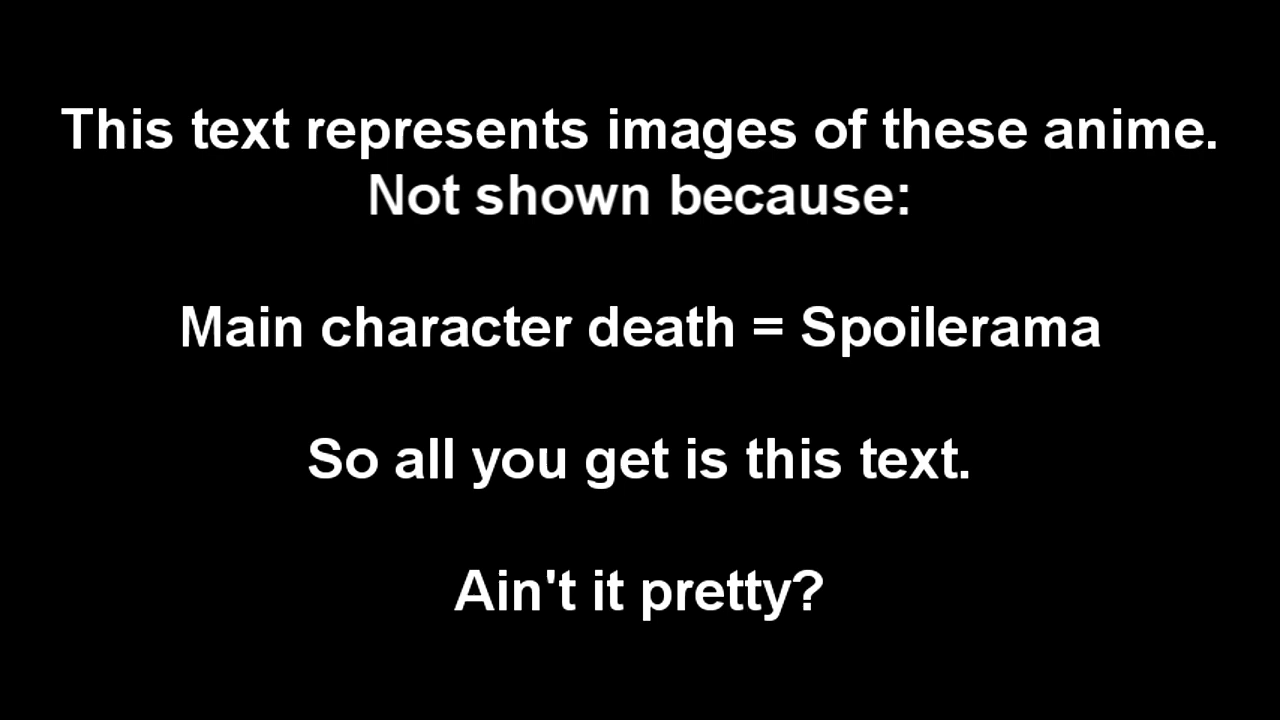 This text represents images of these anime.
Not shown because:
Main character death = Spoilerama
So all you get is this text.
Ain't it pretty?